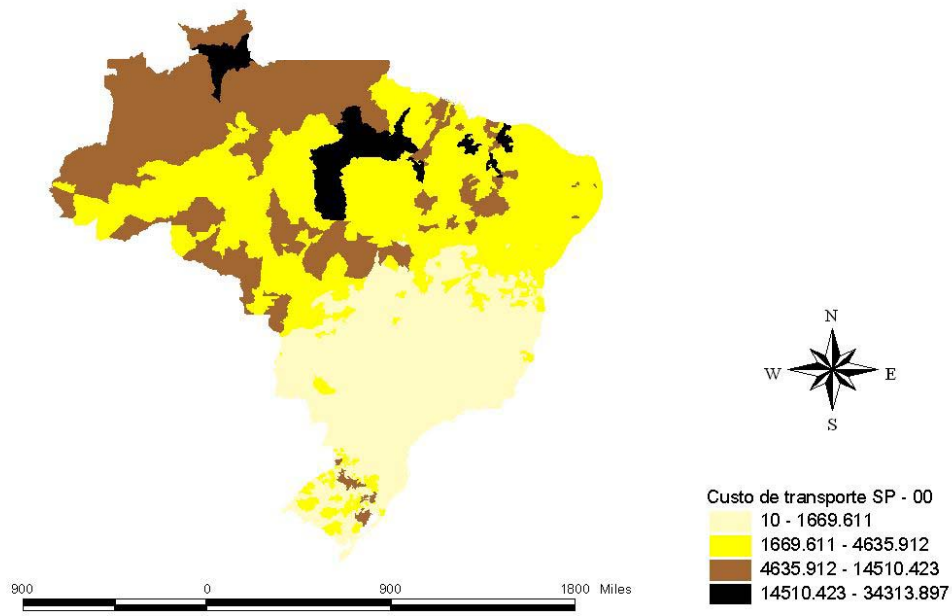 N
W E
S
Custo de transporte SP - 00
10 - 1669.611
1669.611 - 4635.912
4635.912 - 14510.423
14510.423 - 34313.897
900 0 900 1800 Miles